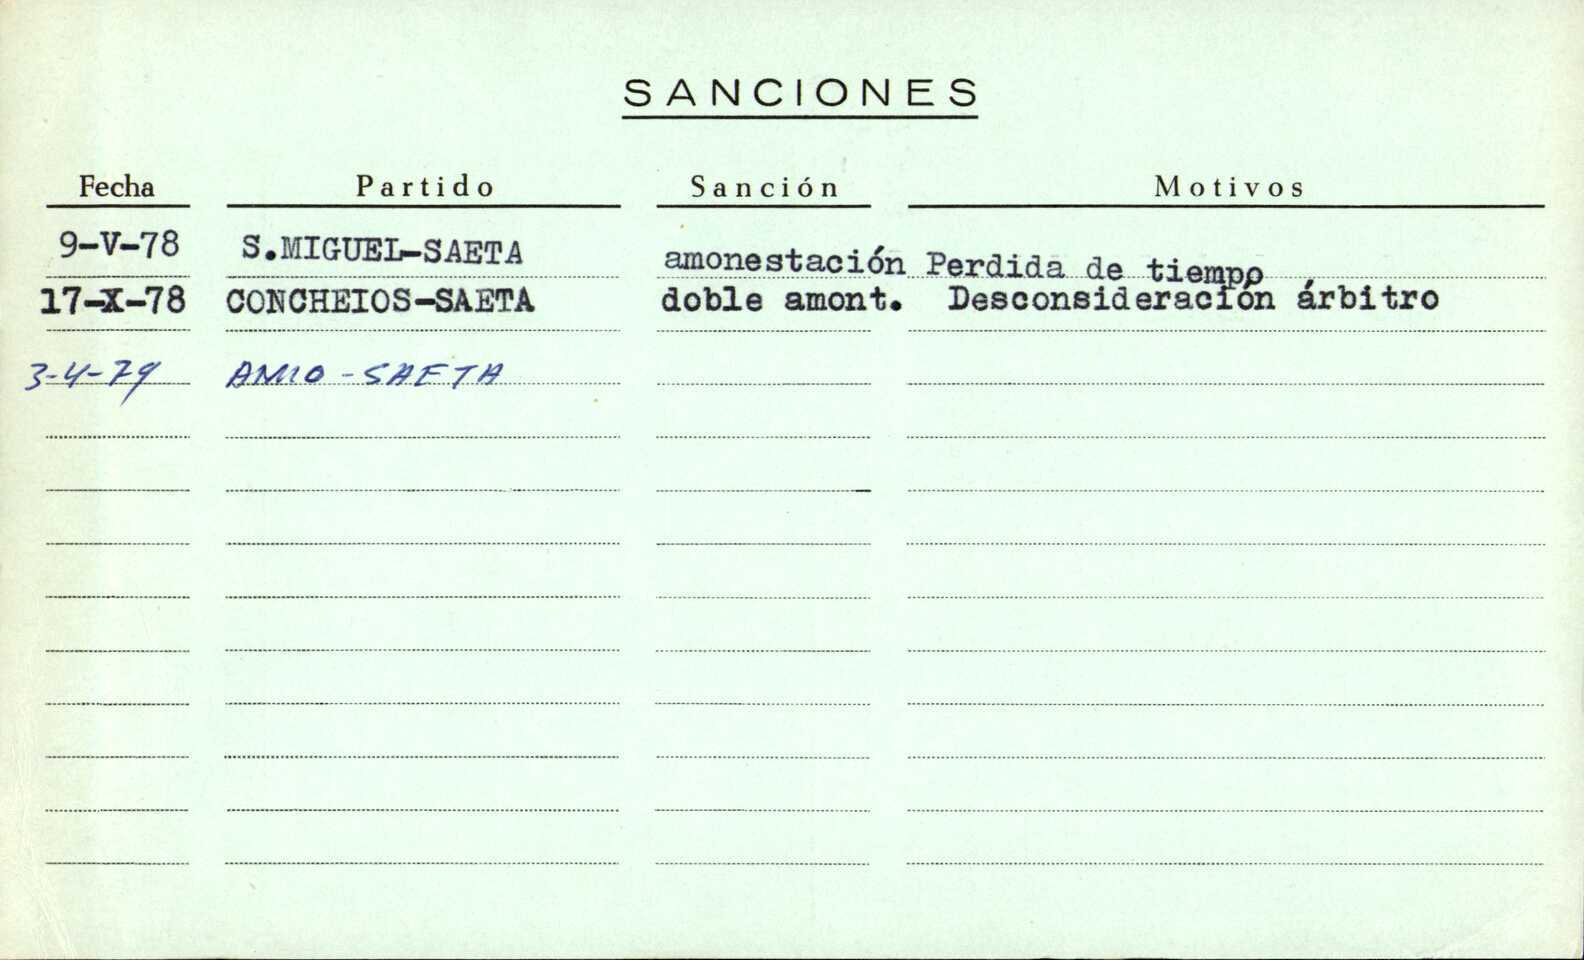 SANCIONES
Fecha Partido Sanción Motivos
9-V-78 S.MIGUEL-SAETA amonestación Perdida de tiempo
17-X-78 CONCHEIOS-SAETA doble amont. Desconsideración árbitro
3-4-79 AMIO-SAETA